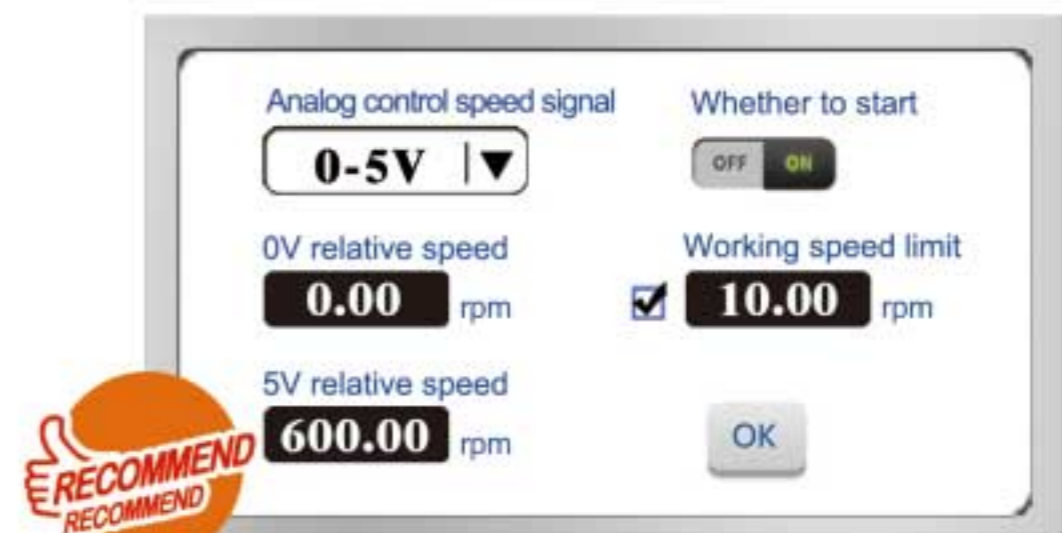 Analog control speed signal
0-5V
Whether to start
OFF ON
0V relative speed
0.00 rpm
Working speed limit
10.00 rpm
5V relative speed
600.00 rpm
OK
RECOMMEND
RECOMMEND